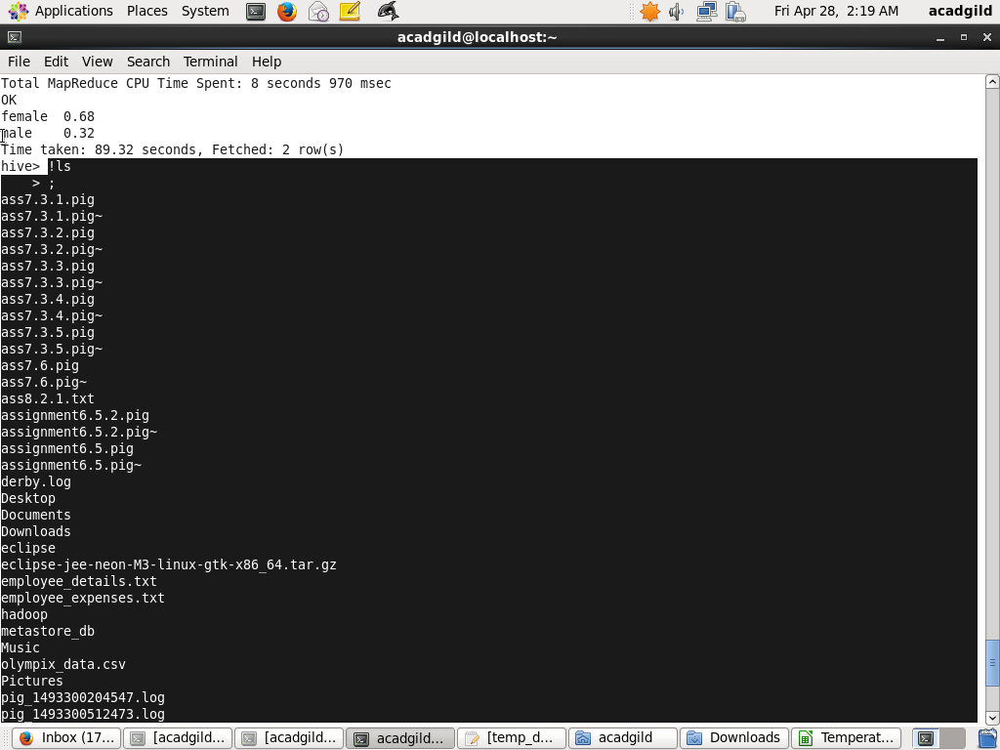 Applications Places System Fri Apr 28, 2:19 AM acadgild
acadgild@localhost:~
File Edit View Search Terminal Help
Total MapReduce CPU Time Spent: 8 seconds 970 msec
OK
female 0.68
male 0.32
Time taken: 89.32 seconds, Fetched: 2 row(s)
hive> !ls
> ;
ass7.3.1.pig
ass7.3.1.pig~
ass7.3.2.pig
ass7.3.2.pig~
ass7.3.3.pig
ass7.3.3.pig~
ass7.3.4.pig
ass7.3.4.pig~
ass7.3.5.pig
ass7.3.5.pig~
ass7.6.pig
ass7.6.pig~
ass8.2.1.txt
assignment6.5.2.pig
assignment6.5.2.pig~
assignment6.5.pig
assignment6.5.pig~
derby.log
Desktop
Documents
Downloads
eclipse
eclipse-jee-neon-M3-linux-gtk-x86_64.tar.gz
employee_details.txt
employee_expenses.txt
hadoop
metastore_db
Music
olympix_data.csv
Pictures
pig_1493300204547.log
pig_1493300512473.log
Inbox (17... [acadgild... [acadgild... acadgild... [temp_d... acadgild Downloads Temperat...